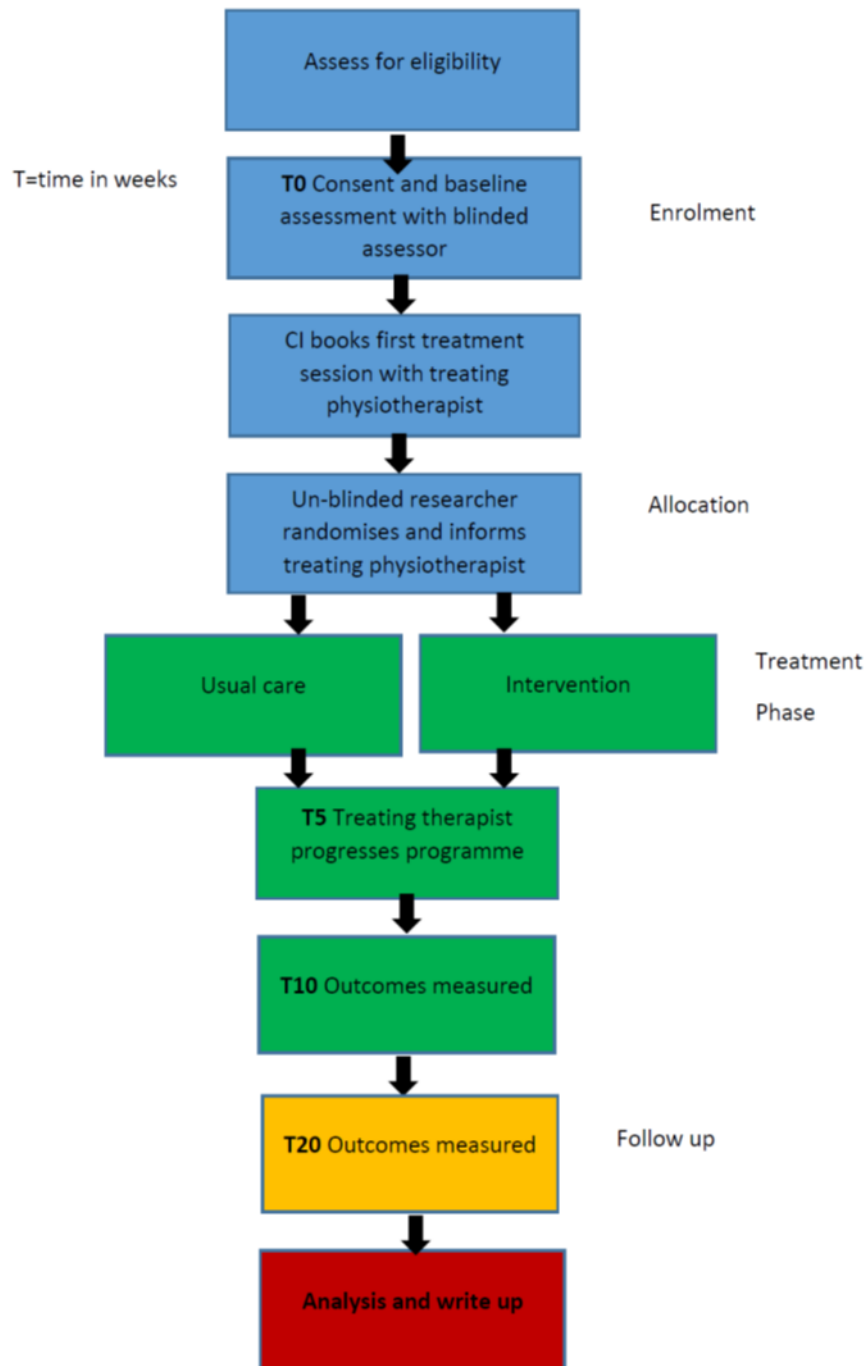 Assess for eligibility
T=time in weeks
T0 Consent and baseline
assessment with blinded
assessor
Enrolment
CI books first treatment
session with treating
physiotherapist
Un-blinded researcher
randomises and informs
treating physiotherapist
Allocation
Usual care
Intervention
Treatment
Phase
T5 Treating therapist
progresses programme
T10 Outcomes measured
T20 Outcomes measured
Follow up
Analysis and write up